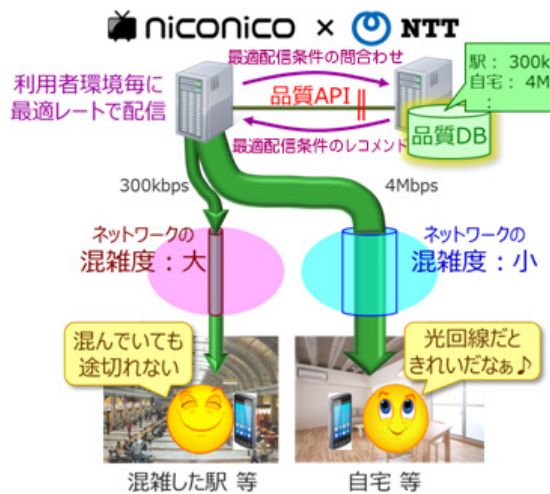 niconico × NTT
最適配信条件の問合わせ
駅： 300k
自宅： 4M
：
利用者環境毎に
最適レートで配信
品質API
品質DB
最適配信条件のレコメンド
300kbps
4Mbps
ネットワークの
混雑度：大
ネットワークの
混雑度：小
混んでいても
途切れない
光回線だと
きれいだなぁ♪
混雑した駅 等
自宅 等